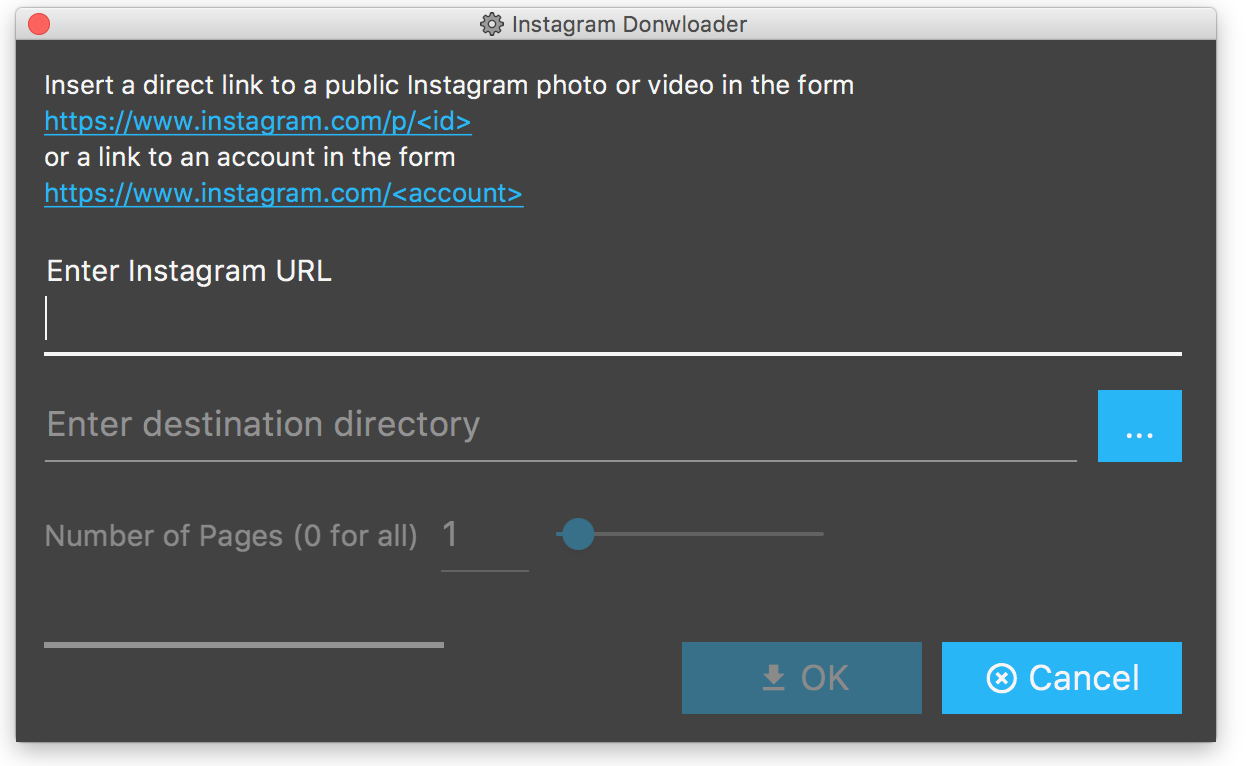 Instagram Donwloader
Insert a direct link to a public Instagram photo or video in the form
https://www.instagram.com/p/<id>
or a link to an account in the form
https://www.instagram.com/<account>
Enter Instagram URL
Enter destination directory
...
Number of Pages (0 for all) 1
OK
Cancel